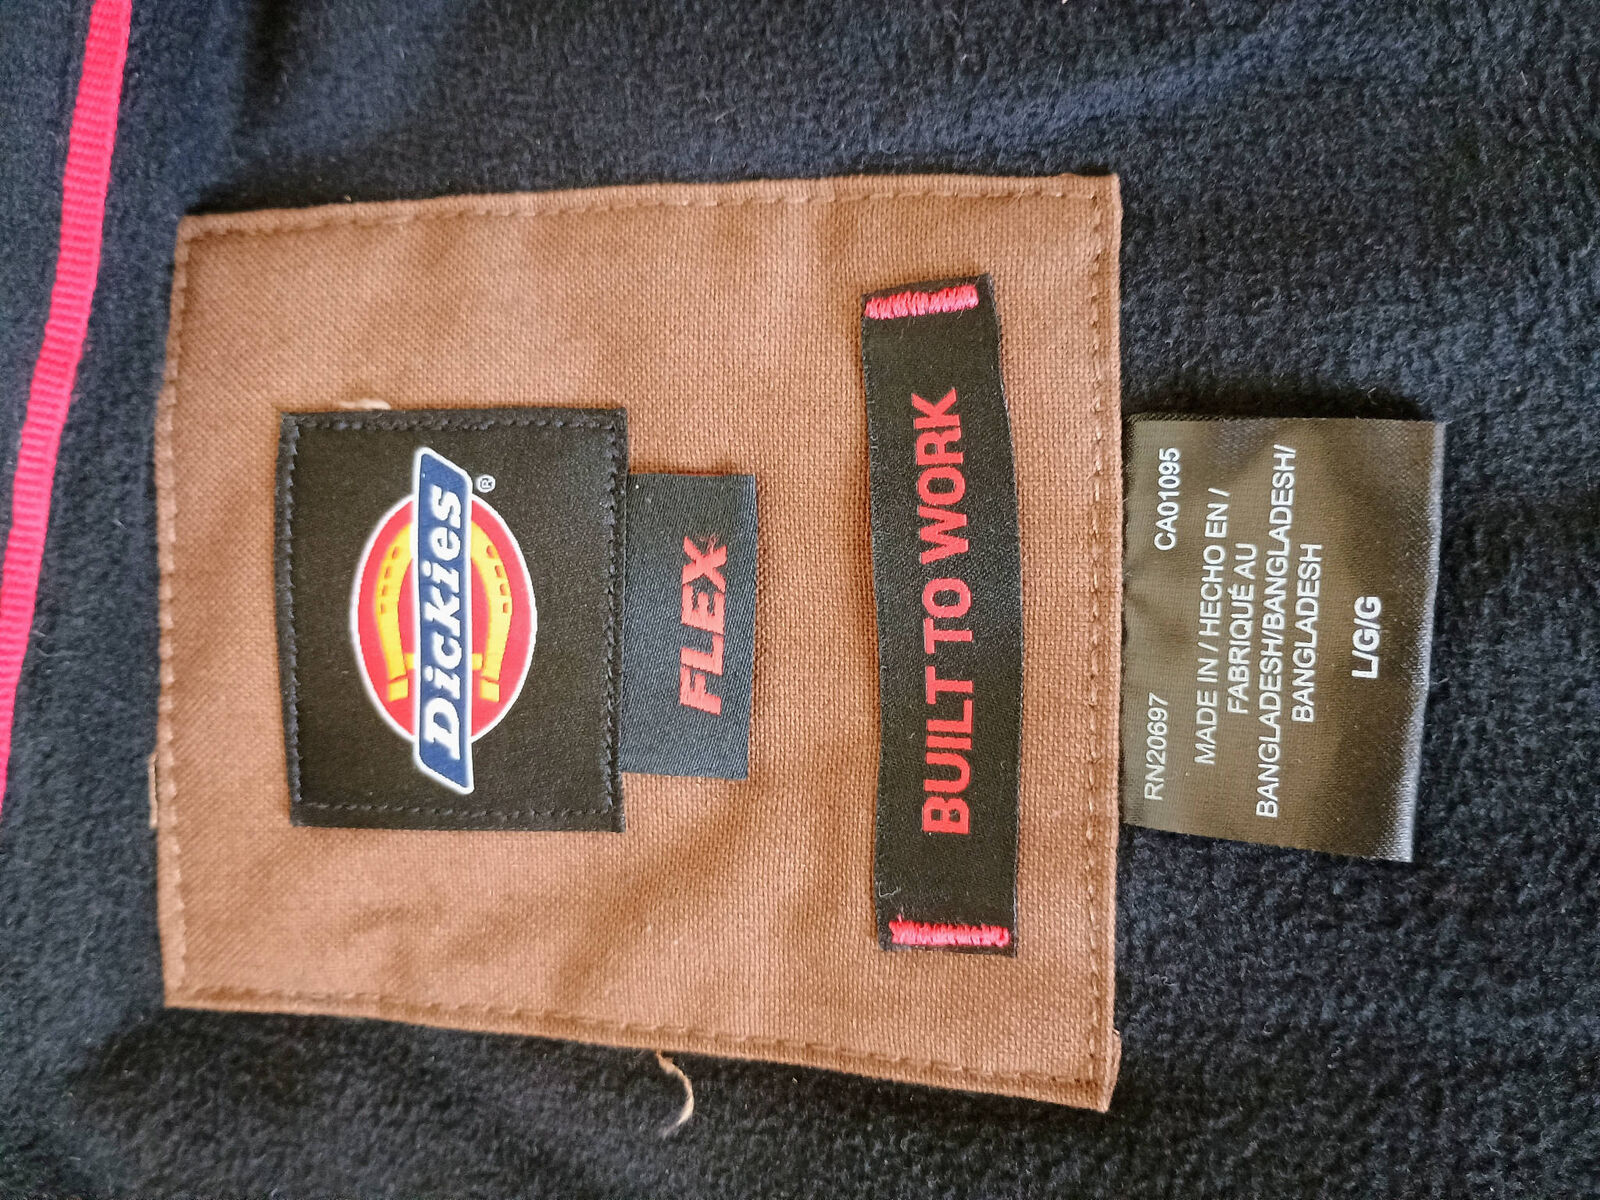 Dickies®
FLEX
BUILT TO WORK
RN20697 CA01095
MADE IN / HECHO EN /
FABRIQUÉ AU
BANGLADESH/BANGLADESH/
BANGLADESH
L/G/G